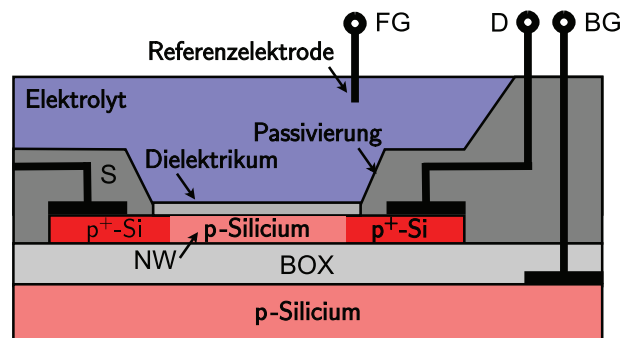 FG
D
BG
Referenzelektrode
Elektrolyt
Passivierung
Dielektrikum
S
p⁺-Si
p-Silicium
p⁺-Si
NW
BOX
p-Silicium